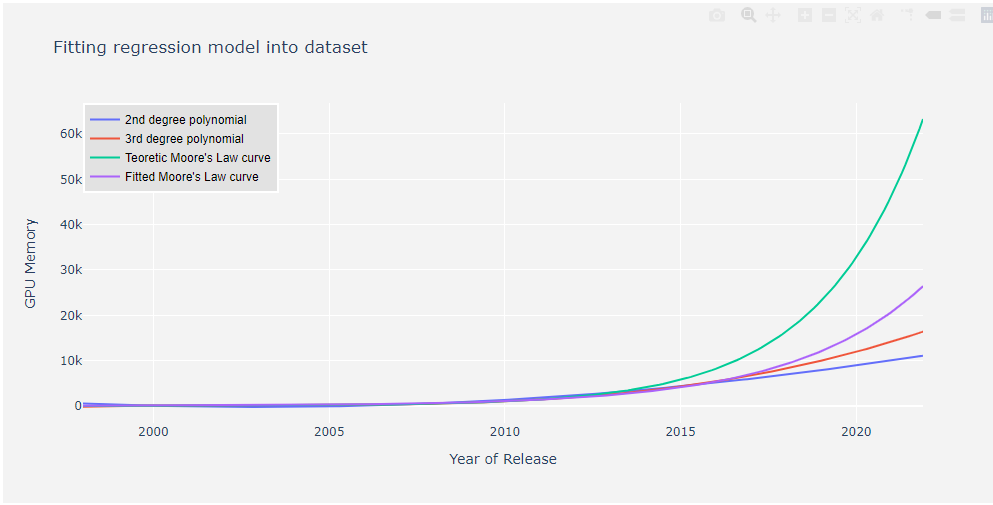 Fitting regression model into dataset
2nd degree polynomial
3rd degree polynomial
Teoretic Moore's Law curve
Fitted Moore's Law curve
60k
50k
40k
30k
20k
10k
0
GPU Memory
2000
2005
2010
2015
2020
Year of Release